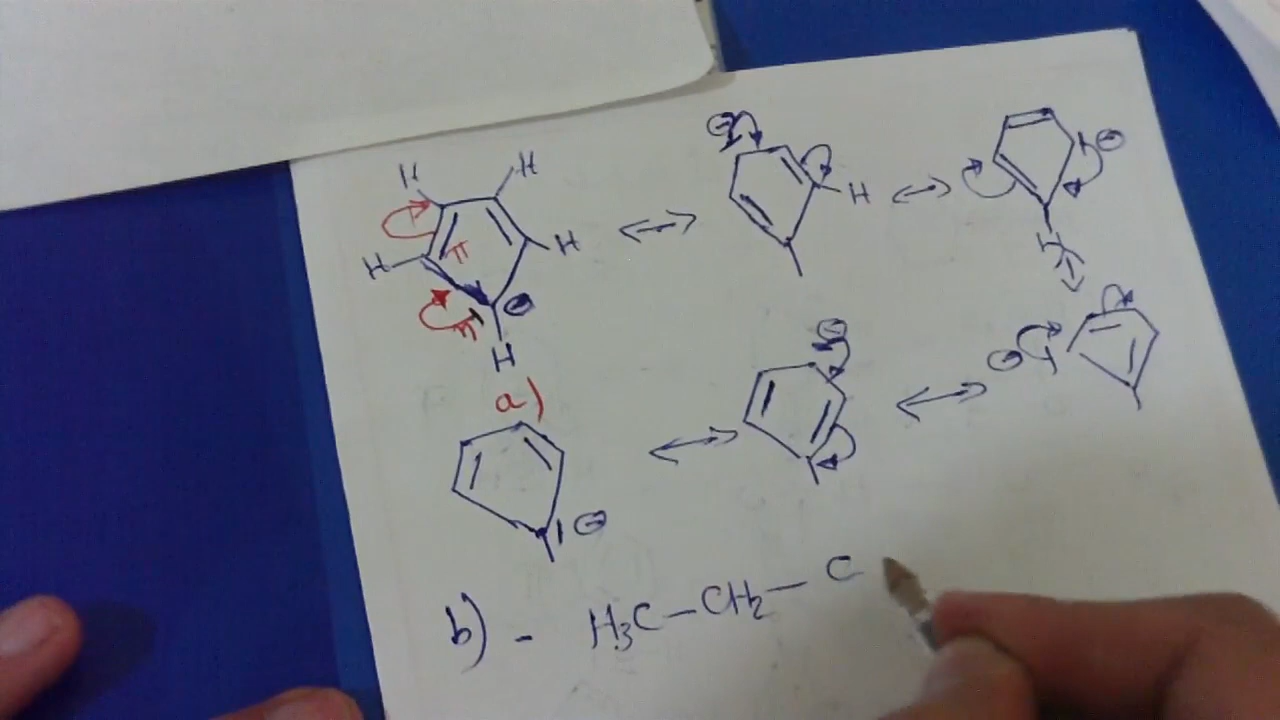 H H
H π H
π ⊖
H
a)
⊖
H
⊖
H
⊖
⊖
⊖
b) - H₃C-CH₂-C